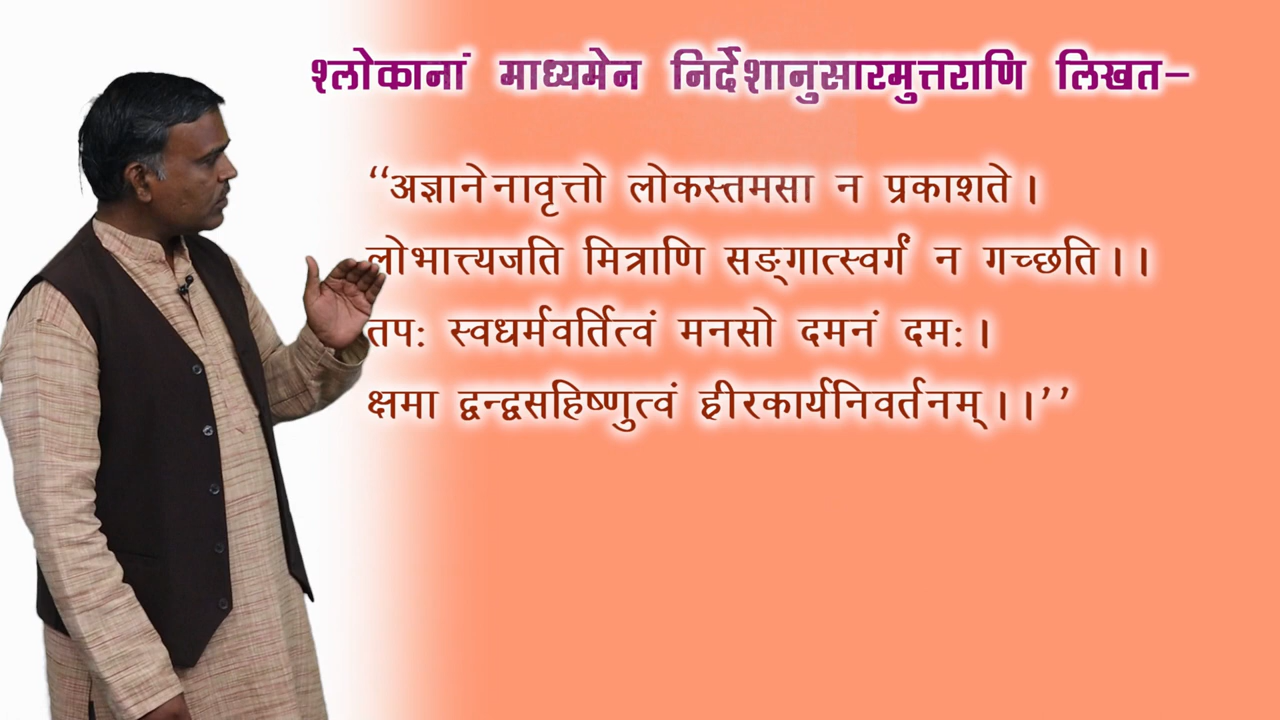 श्लोकानां माध्यमेन निर्देशानुसारमुत्तराणि लिखत–
“अज्ञानेनावृत्तो लोकस्तमसा न प्रकाशते।
लोभात्त्यजति मित्राणि सङ्गात्स्वर्गं न गच्छति।।
तपः स्वधर्मवर्तित्वं मनसो दमनं दमः।
क्षमा द्वन्द्वसहिष्णुत्वं ह्रीरकार्यनिवर्तनम्।।’’